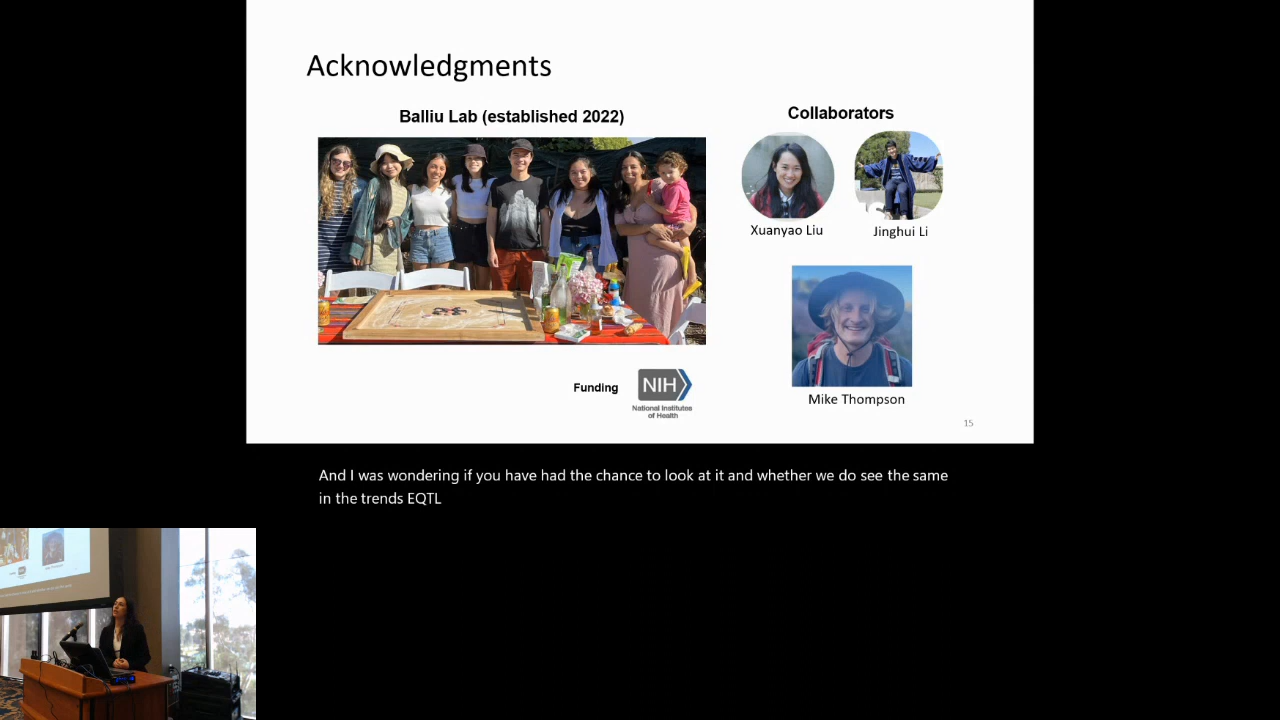 Acknowledgments
Balliu Lab (established 2022)
Collaborators
Xuanyao Liu
Jinghui Li
Mike Thompson
Funding
NIH
National Institutes
of Health
15
And I was wondering if you have had the chance to look at it and whether we do see the same
in the trends EQTL